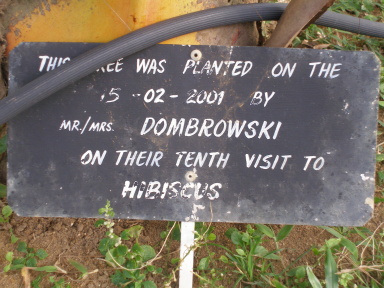 THIS TREE WAS PLANTED ON THE
15-02-2001 BY
MR./MRS. DOMBROWSKI
ON THEIR TENTH VISIT TO
HIBISCUS